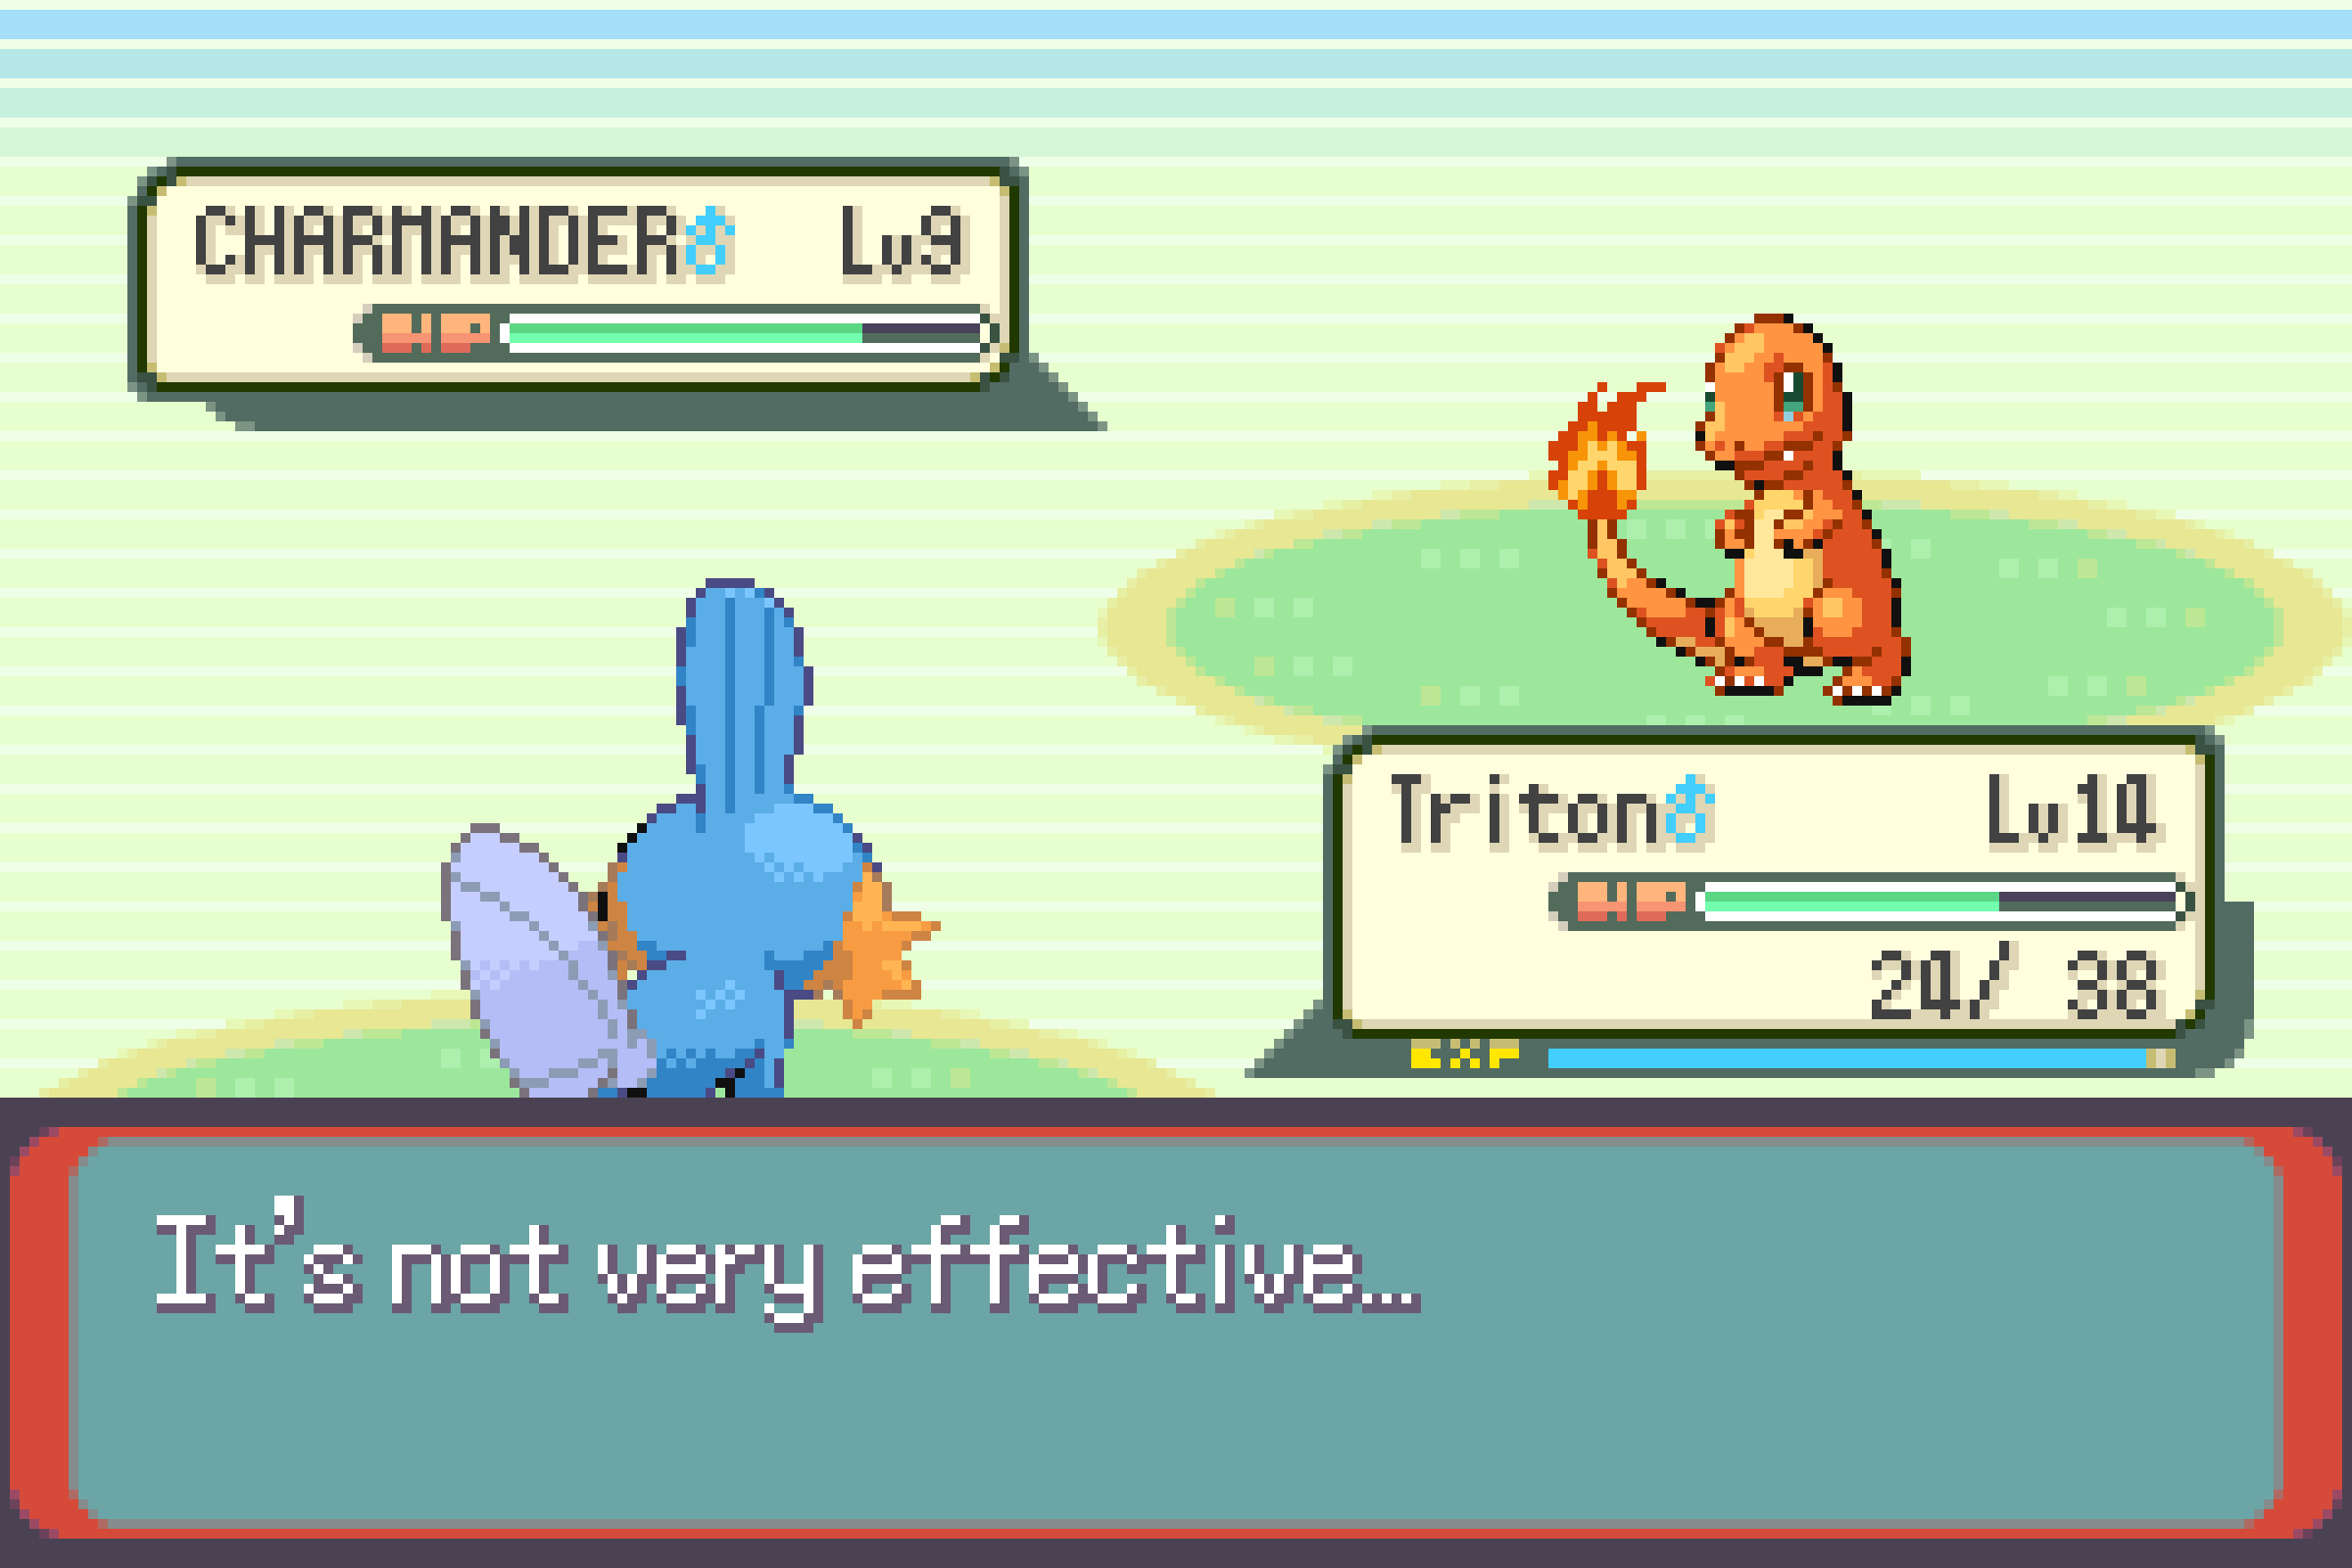 CHARMANDER♂ Lv9
HP
Triton♂ Lv14
HP
24/ 38
EXP
It's not very effective…